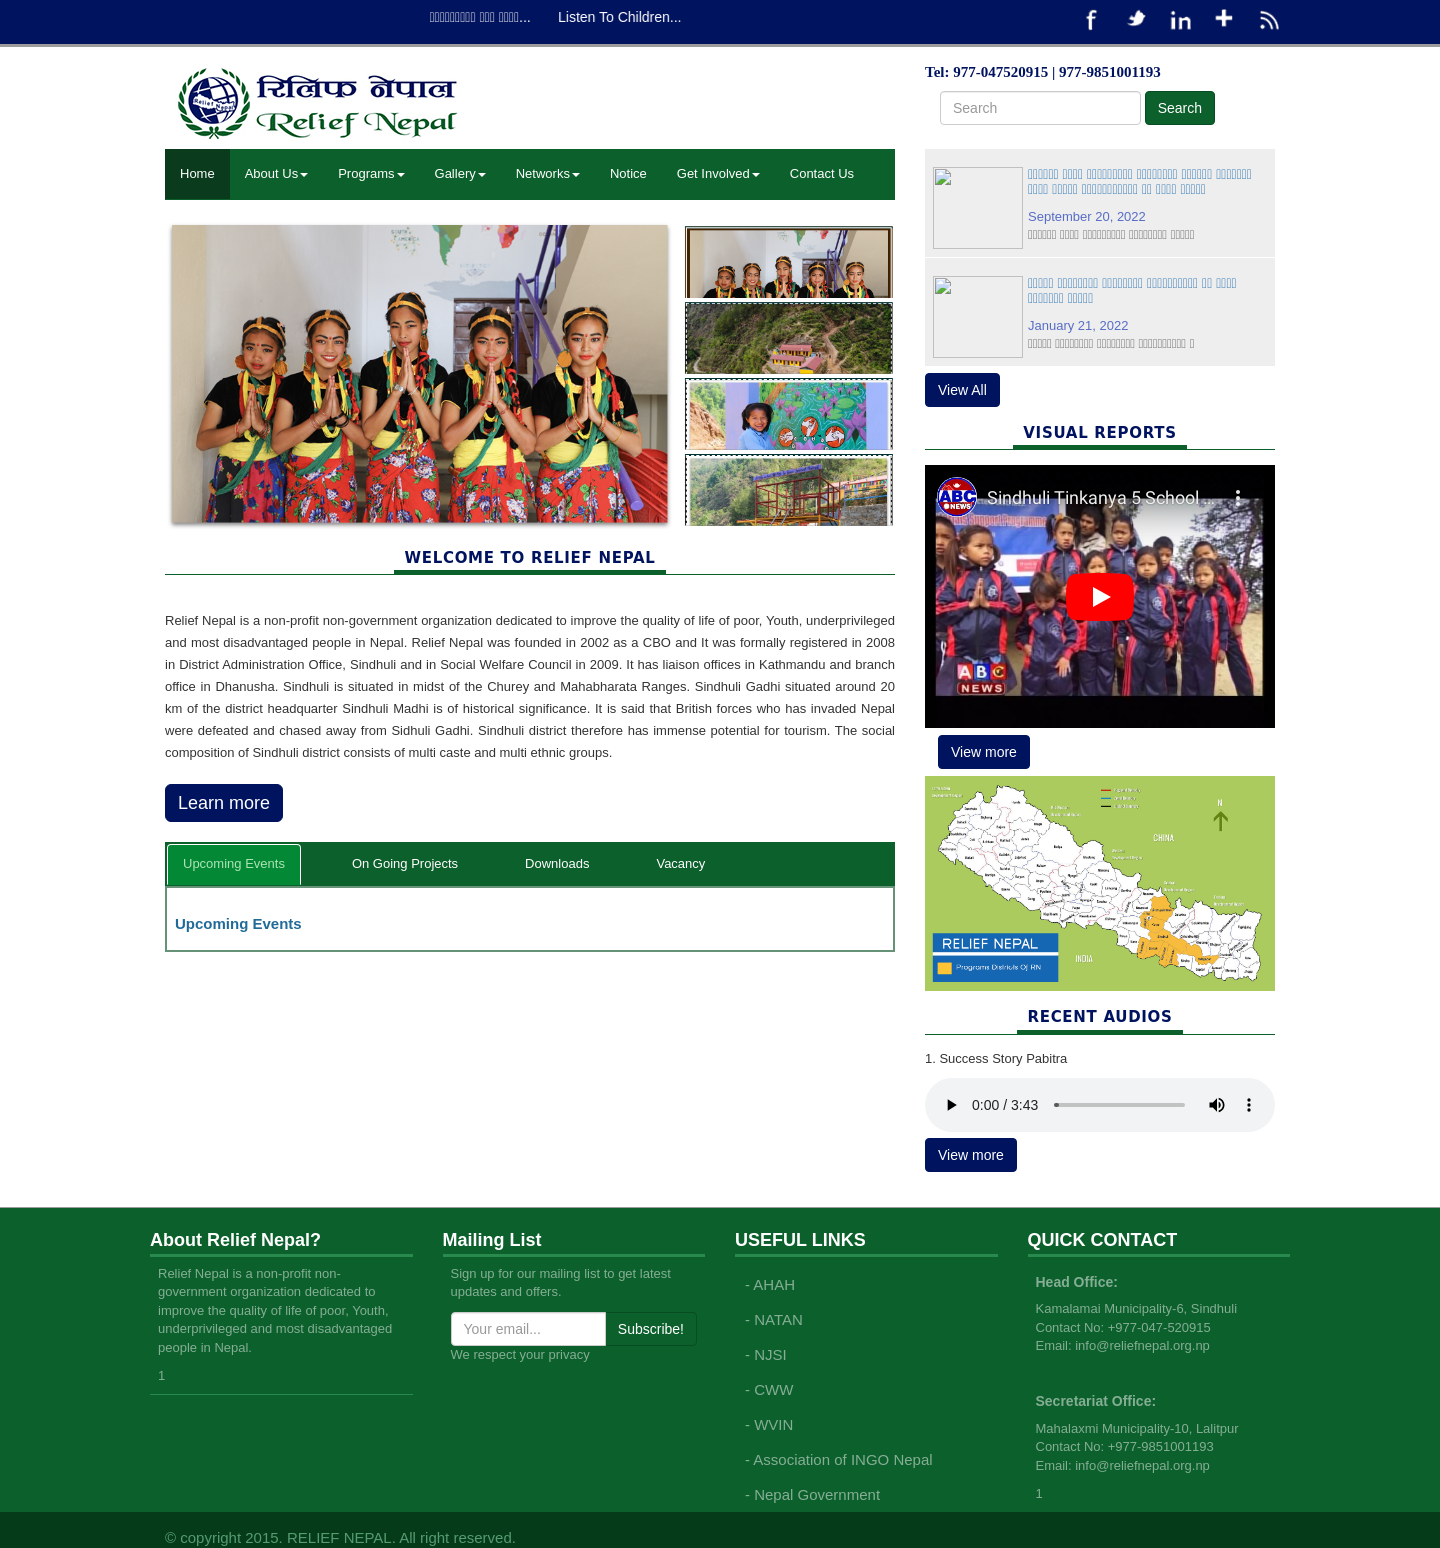 Listen To Children...
Tel: 977-047520915 | 977-9851001193
रिलिफ नेपाल
Relief Nepal
Search
Search
Home
About Us
Programs
Gallery
Networks
Notice
Get Involved
Contact Us
September 20, 2022
January 21, 2022
View All
VISUAL REPORTS
ABC
NEWS
Sindhuli Tinkanya 5 School ...
ABC
NEWS
View more
WELCOME TO RELIEF NEPAL
Relief Nepal is a non-profit non-government organization dedicated to improve the quality of life of poor, Youth, underprivileged
and most disadvantaged people in Nepal. Relief Nepal was founded in 2002 as a CBO and It was formally registered in 2008
in District Administration Office, Sindhuli and in Social Welfare Council in 2009. It has liaison offices in Kathmandu and branch
office in Dhanusha. Sindhuli is situated in midst of the Churey and Mahabharata Ranges. Sindhuli Gadhi situated around 20
km of the district headquarter Sindhuli Madhi is of historical significance. It is said that British forces who has invaded Nepal
were defeated and chased away from Sidhuli Gadhi. Sindhuli district therefore has immense potential for tourism. The social
composition of Sindhuli district consists of multi caste and multi ethnic groups.
Learn more
Upcoming Events
On Going Projects
Downloads
Vacancy
Upcoming Events
N
CHINA
INDIA
RELIEF NEPAL
Programs Districts Of RN
RECENT AUDIOS
1. Success Story Pabitra
0:00 / 3:43
View more
About Relief Nepal?
Relief Nepal is a non-profit non-
government organization dedicated to
improve the quality of life of poor, Youth,
underprivileged and most disadvantaged
people in Nepal.
1
Mailing List
Sign up for our mailing list to get latest
updates and offers.
Your email...
Subscribe!
We respect your privacy
USEFUL LINKS
- AHAH
- NATAN
- NJSI
- CWW
- WVIN
- Association of INGO Nepal
- Nepal Government
QUICK CONTACT
Head Office:
Kamalamai Municipality-6, Sindhuli
Contact No: +977-047-520915
Email: info@reliefnepal.org.np
Secretariat Office:
Mahalaxmi Municipality-10, Lalitpur
Contact No: +977-9851001193
Email: info@reliefnepal.org.np
1
© copyright 2015. RELIEF NEPAL. All right reserved.